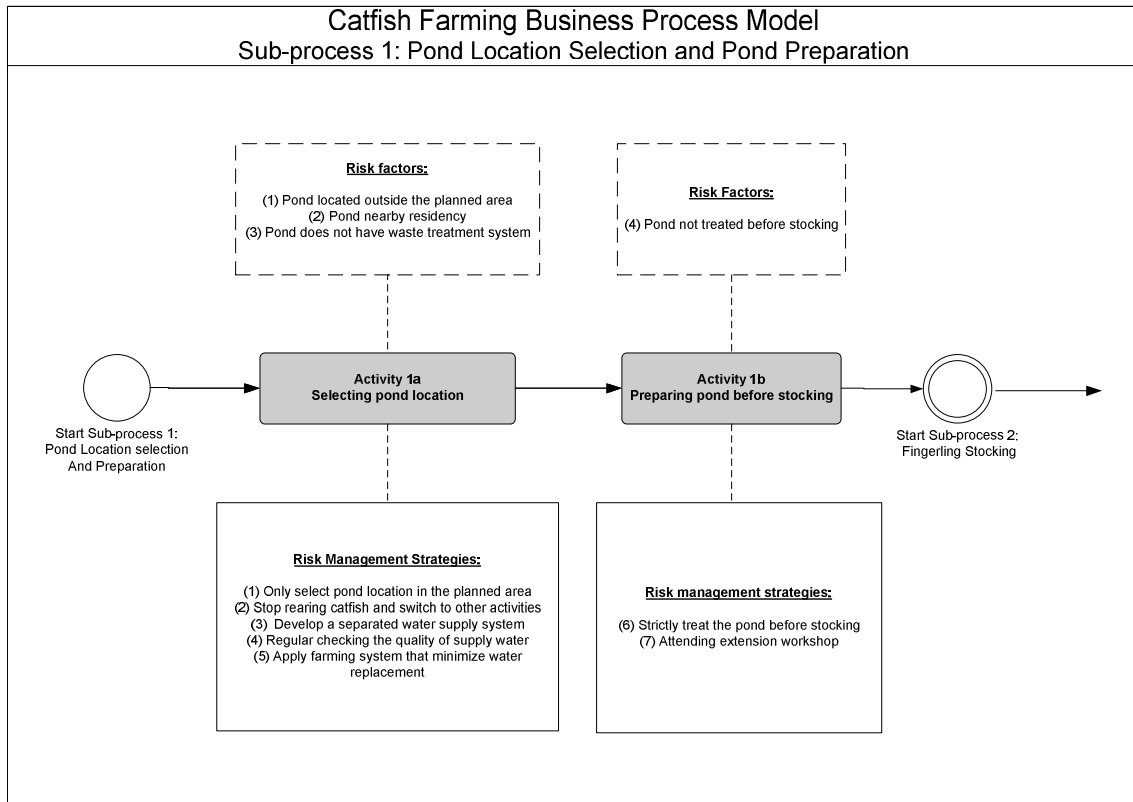 Catfish Farming Business Process Model
Sub-process 1: Pond Location Selection and Pond Preparation
Risk factors:
(1) Pond located outside the planned area
(2) Pond nearby residency
(3) Pond does not have waste treatment system
Risk Factors:
(4) Pond not treated before stocking
Start Sub-process 1:
Pond Location selection
And Preparation
Activity 1a
Selecting pond location
Activity 1b
Preparing pond before stocking
Start Sub-process 2:
Fingerling Stocking
Risk Management Strategies:
(1) Only select pond location in the planned area
(2) Stop rearing catfish and switch to other activities
(3) Develop a separated water supply system
(4) Regular checking the quality of supply water
(5) Apply farming system that minimize water
replacement
Risk management strategies:
(6) Strictly treat the pond before stocking
(7) Attending extension workshop